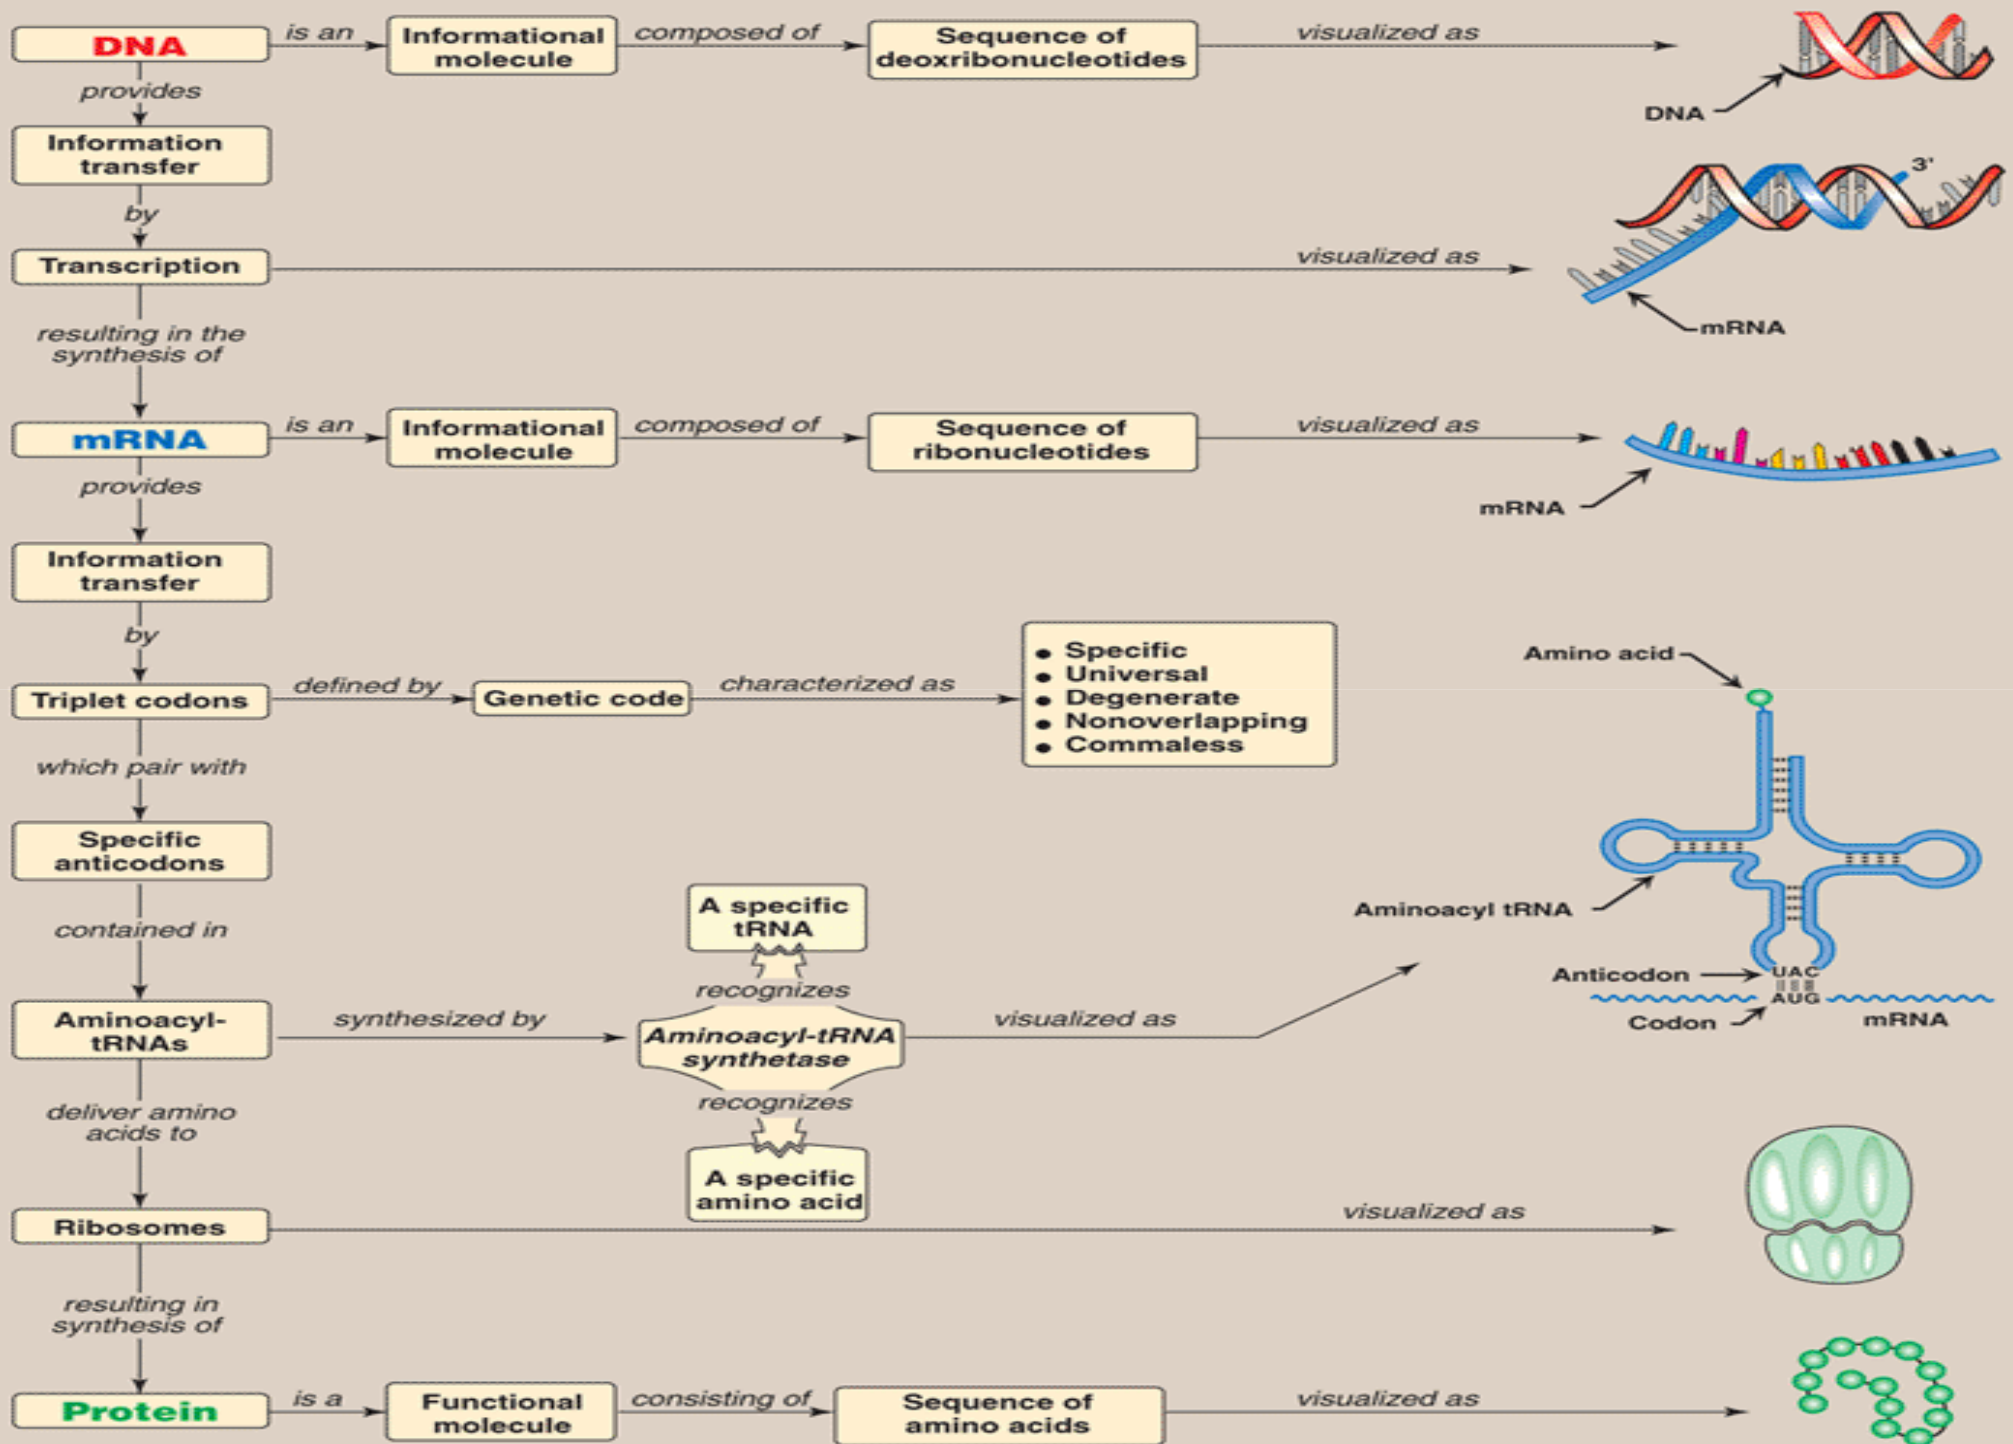 DNA
is an
Informational
molecule
composed of
Sequence of
deoxribonucleotides
visualized as
DNA
provides
Information
transfer
by
Transcription
visualized as
3'
mRNA
resulting in the
synthesis of
mRNA
is an
Informational
molecule
composed of
Sequence of
ribonucleotides
visualized as
mRNA
provides
Information
transfer
by
Triplet codons
defined by
Genetic code
characterized as
● Specific
● Universal
● Degenerate
● Nonoverlapping
● Commaless
Amino acid
which pair with
Specific
anticodons
contained in
A specific
tRNA
recognizes
Aminoacyl-
tRNAs
synthesized by
Aminoacyl-tRNA
synthetase
visualized as
Aminoacyl tRNA
Anticodon
UAC
AUG
Codon
mRNA
recognizes
A specific
amino acid
deliver amino
acids to
Ribosomes
visualized as
resulting in
synthesis of
Protein
is a
Functional
molecule
consisting of
Sequence of
amino acids
visualized as